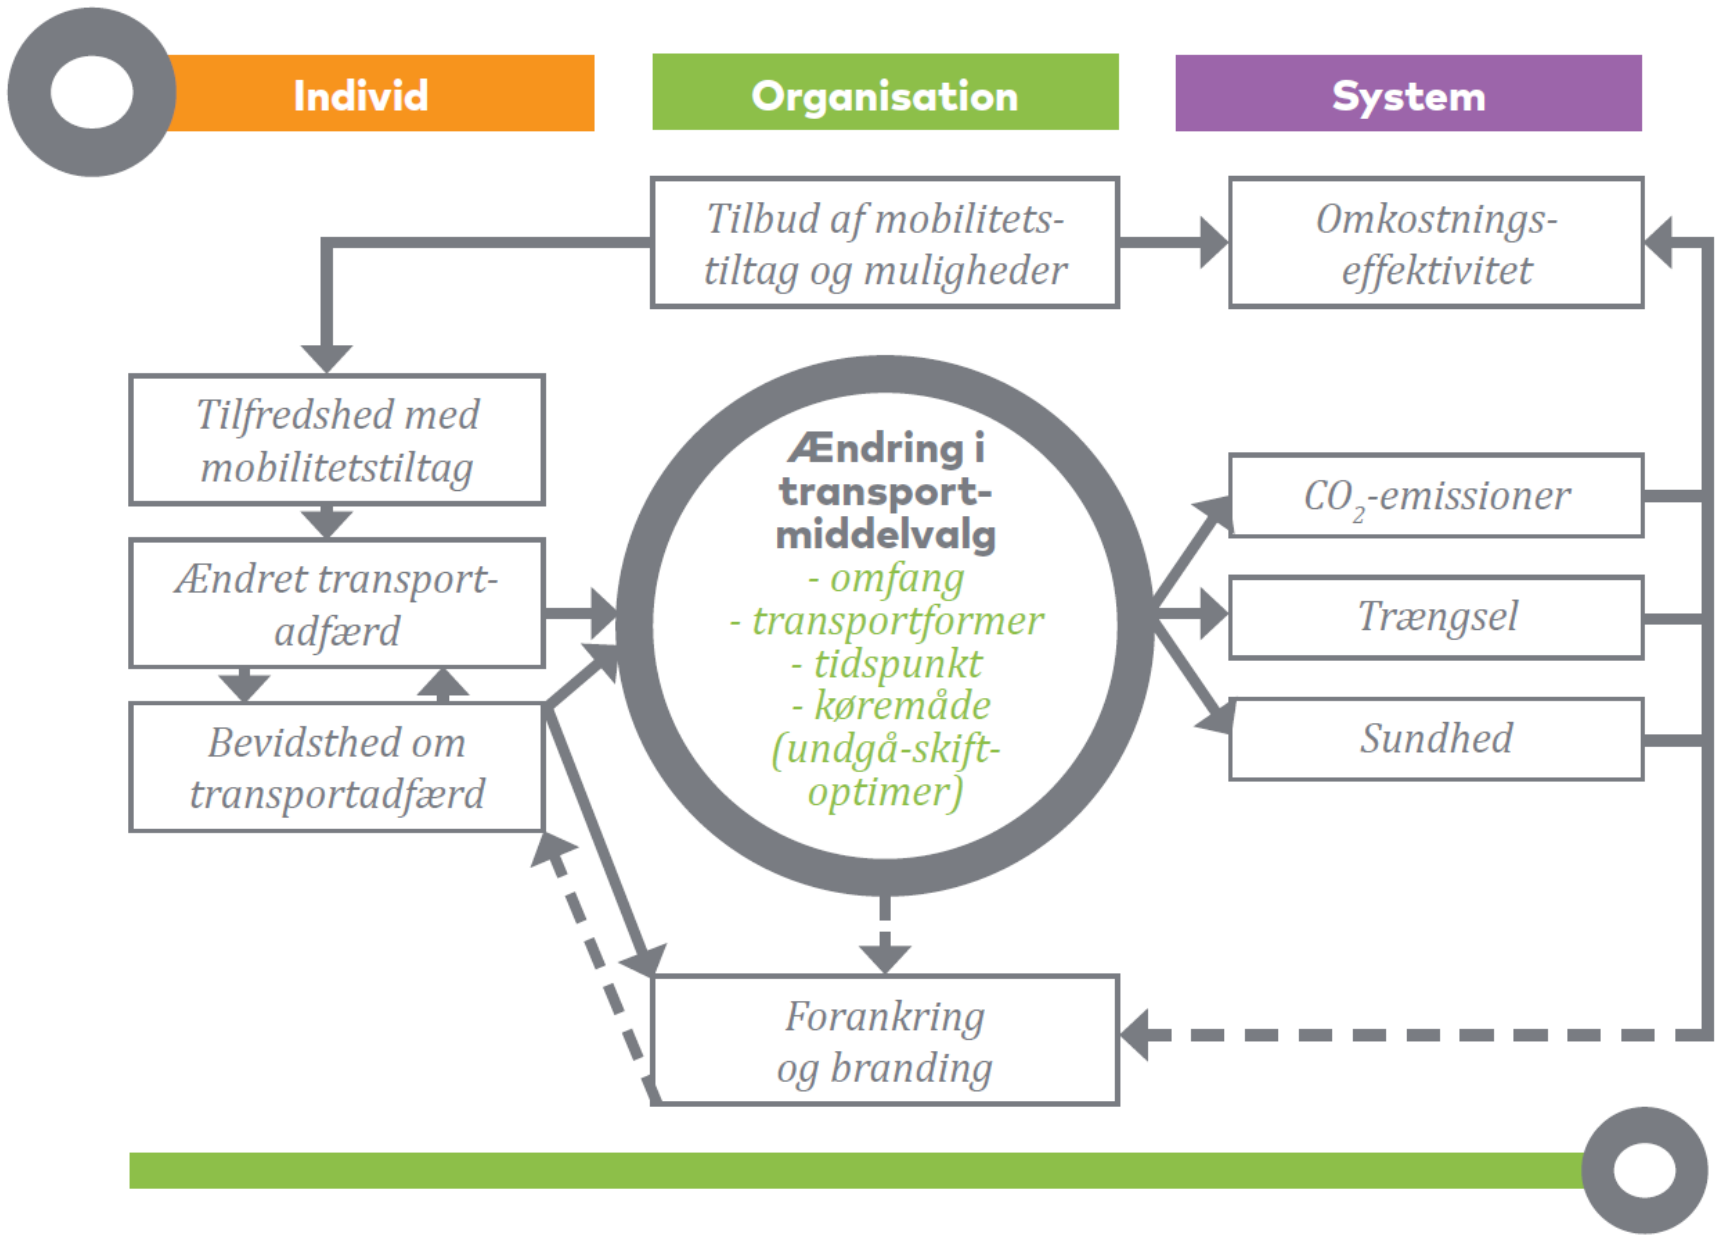 Individ
Organisation
System
Tilbud af mobilitets-
tiltag og muligheder
Omkostnings-
effektivitet
Tilfredshed med
mobilitetstiltag
Ændret transport-
adfærd
Bevidsthed om
transportadfærd
Ændring i
transport-
middelvalg
- omfang
- transportformer
- tidspunkt
- køremåde
(undgå-skift-
optimer)
CO₂-emissioner
Trængsel
Sundhed
Forankring
og branding